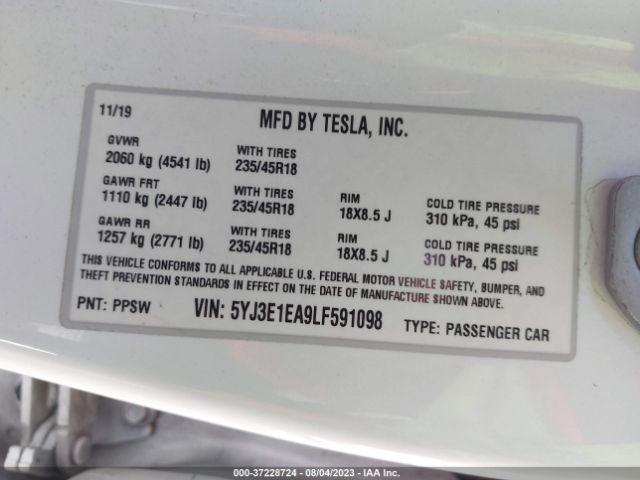 11/19 MFD BY TESLA, INC.
GVWR
2060 kg (4541 lb) WITH TIRES 235/45R18
GAWR FRT
1110 kg (2447 lb) WITH TIRES 235/45R18 RIM 18X8.5 J COLD TIRE PRESSURE 310 kPa, 45 psi
GAWR RR
1257 kg (2771 lb) WITH TIRES 235/45R18 RIM 18X8.5 J COLD TIRE PRESSURE 310 kPa, 45 psi
THIS VEHICLE CONFORMS TO ALL APPLICABLE U.S. FEDERAL MOTOR VEHICLE SAFETY, BUMPER, AND
THEFT PREVENTION STANDARDS IN EFFECT ON THE DATE OF MANUFACTURE SHOWN ABOVE.
PNT: PPSW VIN: 5YJ3E1EA9LF591098 TYPE: PASSENGER CAR
000-37228724 - 08/04/2023 - IAA Inc.